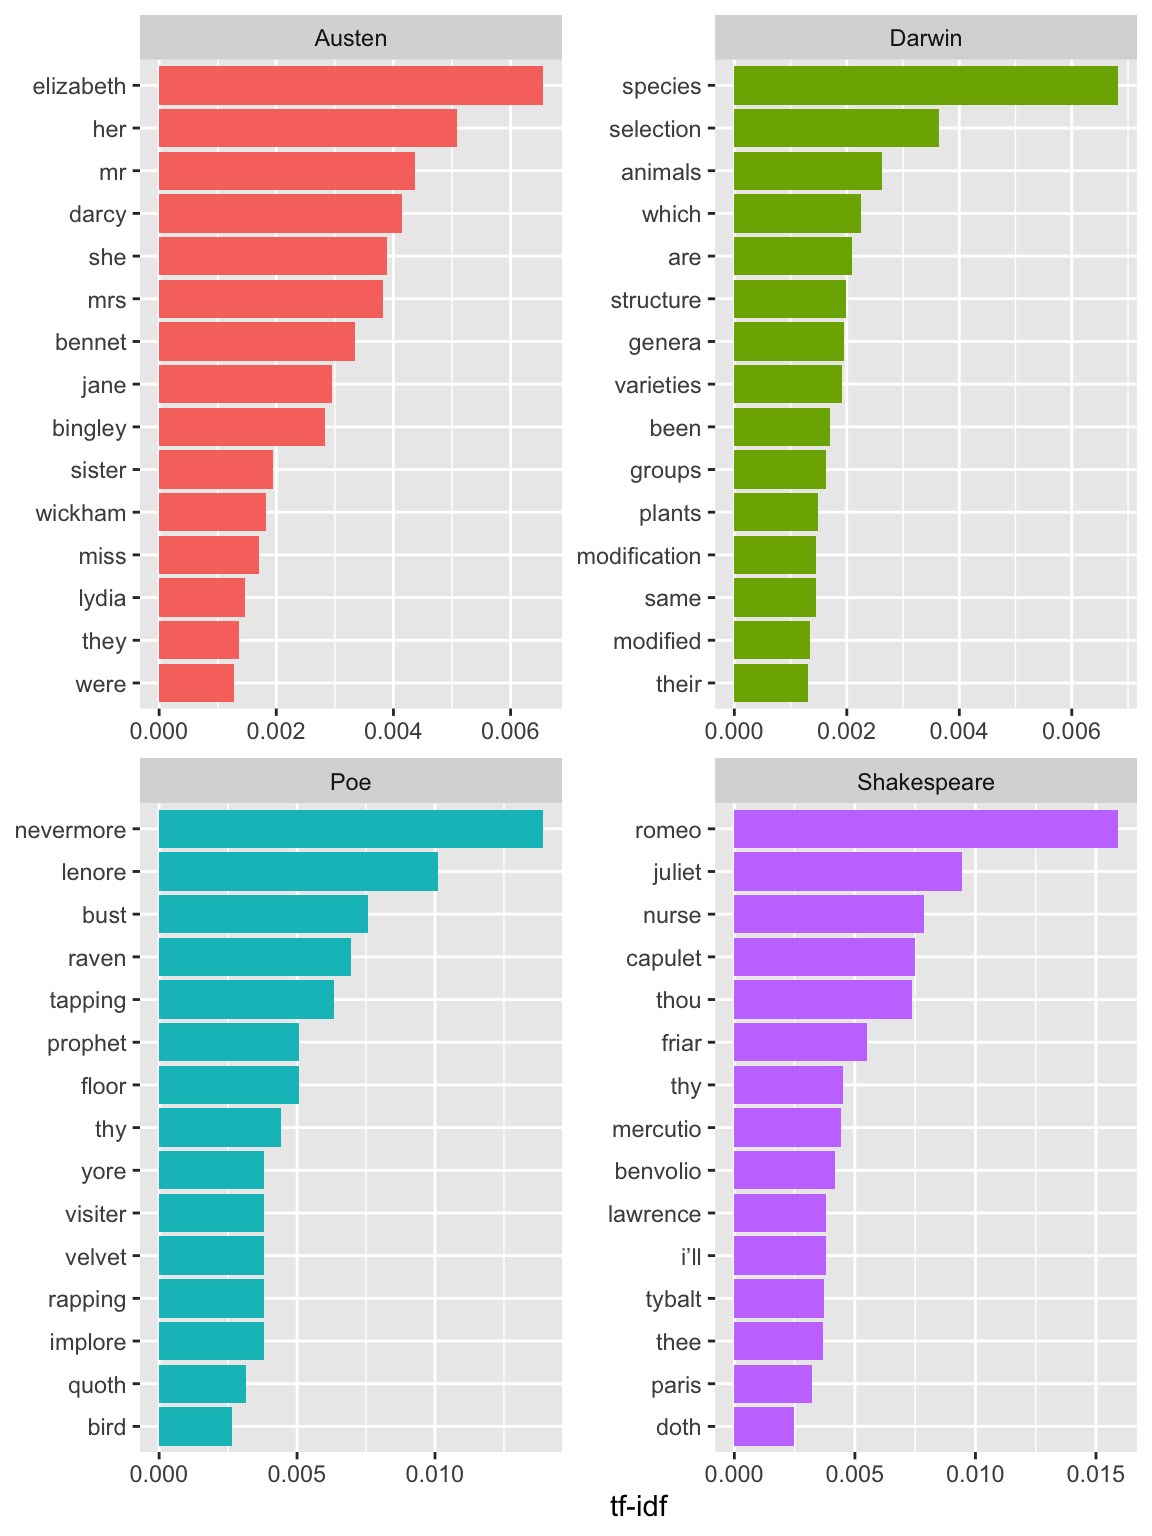 Austen
elizabeth
her
mr
darcy
she
mrs
bennet
jane
bingley
sister
wickham
miss
lydia
they
were
0.000 0.002 0.004 0.006
Darwin
species
selection
animals
which
are
structure
genera
varieties
been
groups
plants
modification
same
modified
their
0.000 0.002 0.004 0.006
Poe
nevermore
lenore
bust
raven
tapping
prophet
floor
thy
yore
visiter
velvet
rapping
implore
quoth
bird
0.000 0.005 0.010
Shakespeare
romeo
juliet
nurse
capulet
thou
friar
thy
mercutio
benvolio
lawrence
i’ll
tybalt
thee
paris
doth
0.000 0.005 0.010 0.015
tf-idf